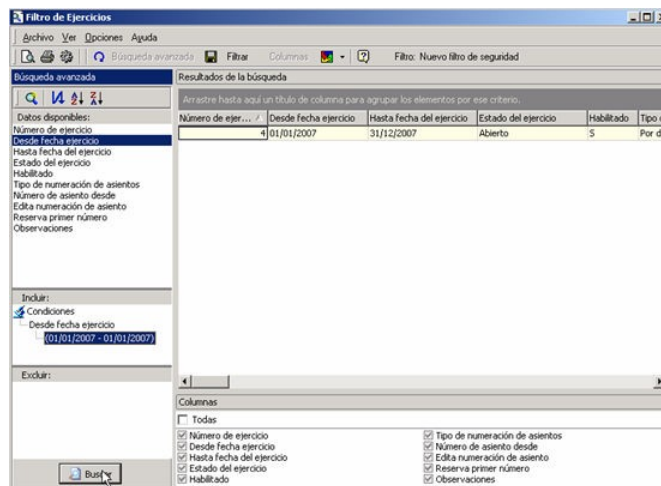 Filtro de Ejercicios
Archivo Ver Opciones Ayuda
Búsqueda avanzada Filtrar Columnas Filtro: Nuevo filtro de seguridad
Búsqueda avanzada
Datos disponibles:
Número de ejercicio
Desde fecha ejercicio
Hasta fecha del ejercicio
Estado del ejercicio
Habilitado
Tipo de numeración de asientos
Número de asiento desde
Edita numeración de asiento
Reserva primer número
Observaciones
Incluir:
Condiciones
Desde fecha ejercicio
(01/01/2007 - 01/01/2007)
Excluir:
Buscar
Resultados de la búsqueda
Arrastre hasta aquí un título de columna para agrupar los elementos por ese criterio.
Número de ejer... Desde fecha ejercicio Hasta fecha del ejercicio Estado del ejercicio Habilitado Tipo
4 01/01/2007 31/12/2007 Abierto S Por d
Columnas
Todas
Número de ejercicio
Desde fecha ejercicio
Hasta fecha del ejercicio
Estado del ejercicio
Habilitado
Tipo de numeración de asientos
Número de asiento desde
Edita numeración de asiento
Reserva primer número
Observaciones